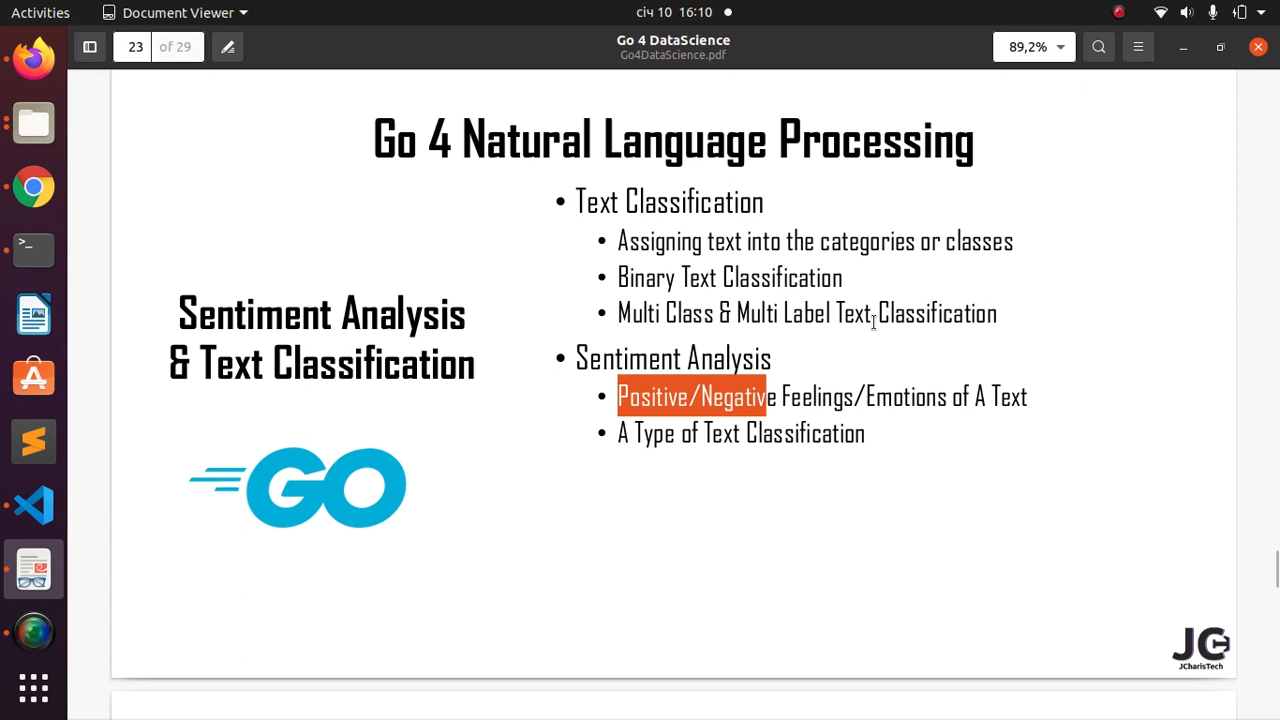 Activities
Document Viewer
січ 10 16:10
23 of 29
Go 4 DataScience
Go4DataScience.pdf
89,2%
Go 4 Natural Language Processing
Sentiment Analysis
& Text Classification
GO
• Text Classification
• Assigning text into the categories or classes
• Binary Text Classification
• Multi Class & Multi Label Text Classification
• Sentiment Analysis
• Positive/Negative Feelings/Emotions of A Text
• A Type of Text Classification
JC
JCharisTech